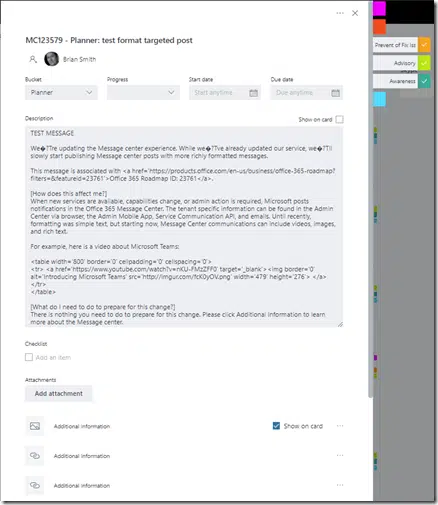 MC123579 - Planner: test format targeted post
Brian Smith
Bucket Progress Start date Due date
Planner Start anytime Due anytime
Description Show on card
TEST MESSAGE
We�T?re updating the Message center experience. While we�T?ve already updated our service, we�T?ll
slowy start publishing Message center posts with more richly formatted messages.
This message is associated with <a href='https://products.office.com/en-us/business/office-365-roadmap?
filters=&featureid=23761'>Office 365 Roadmap ID: 23761</a>.
[How does this affect me?]
When new services are available, capabilities change, or admin action is required, Microsoft posts
notifications in the Office 365 Message Center. The tenant specific information can be found in the Admin
Center via browser, the Admin Mobile App, Service Communication API, and emails. Until recently,
formatting was simple text, but starting now, Message Center communications can include videos, images,
and rich text.
For example, here is a video about Microsoft Teams:
<table width='800' border='0' cellpadding='0' cellspacing='0'>
<tr> <a href='https://www.youtube.com/watch?v=nKU-FMzZFF0' target='_blank'> <img border='0'
alt='Introducing Microsoft Teams' src='http://imgur.com/fcK0yOV.png' width='479' height='276'> </a>
</tr>
</table>
[What do I need to do to prepare for this change?]
There is nothing you need to do to prepare for this change. Please click Additional Information to learn
more about the Message center.
Checklist
Add an item
Attachments
Add attachment
Additional Information Show on card
Additional Information
Additional Information
Prevent of Fix Iss
Advisory
Awareness